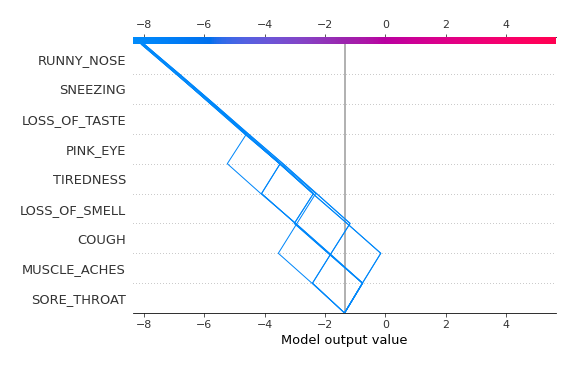 −8 −6 −4 −2 0 2 4
RUNNY_NOSE
SNEEZING
LOSS_OF_TASTE
PINK_EYE
TIREDNESS
LOSS_OF_SMELL
COUGH
MUSCLE_ACHES
SORE_THROAT
−8 −6 −4 −2 0 2 4
Model output value